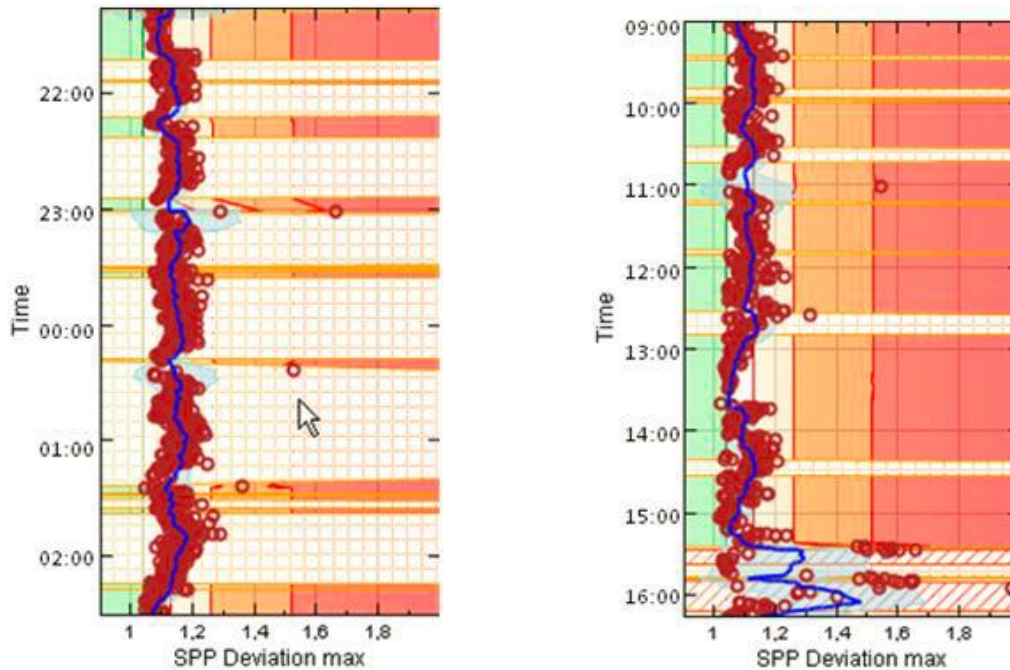 22:00
23:00
00:00
01:00
02:00
Time
1 1,2 1,4 1,6 1,8
SPP Deviation max
09:00
10:00
11:00
12:00
13:00
14:00
15:00
16:00
Time
1 1,2 1,4 1,6 1,8
SPP Deviation max